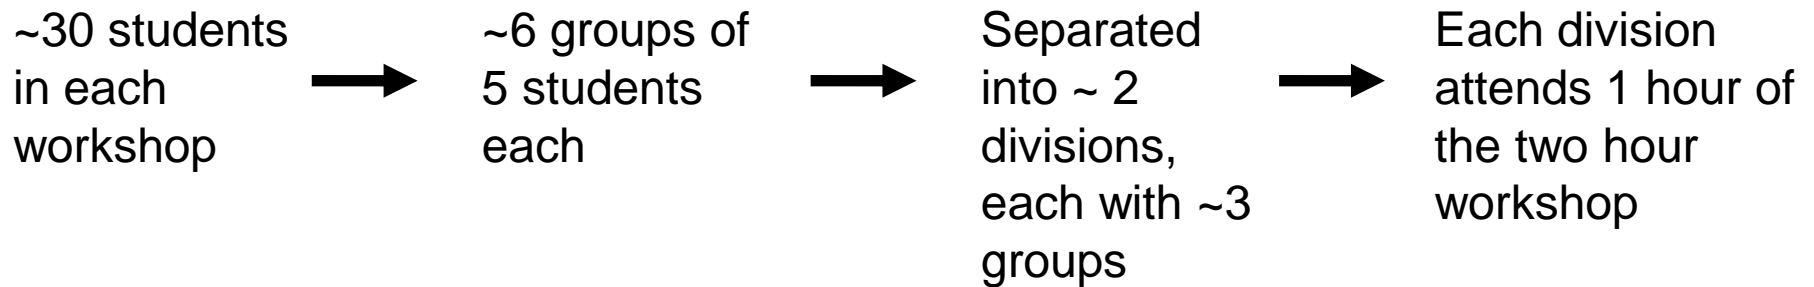 ~30 students
in each
workshop
~6 groups of
5 students
each
Separated
into ~ 2
divisions,
each with ~3
groups
Each division
attends 1 hour of
the two hour
workshop